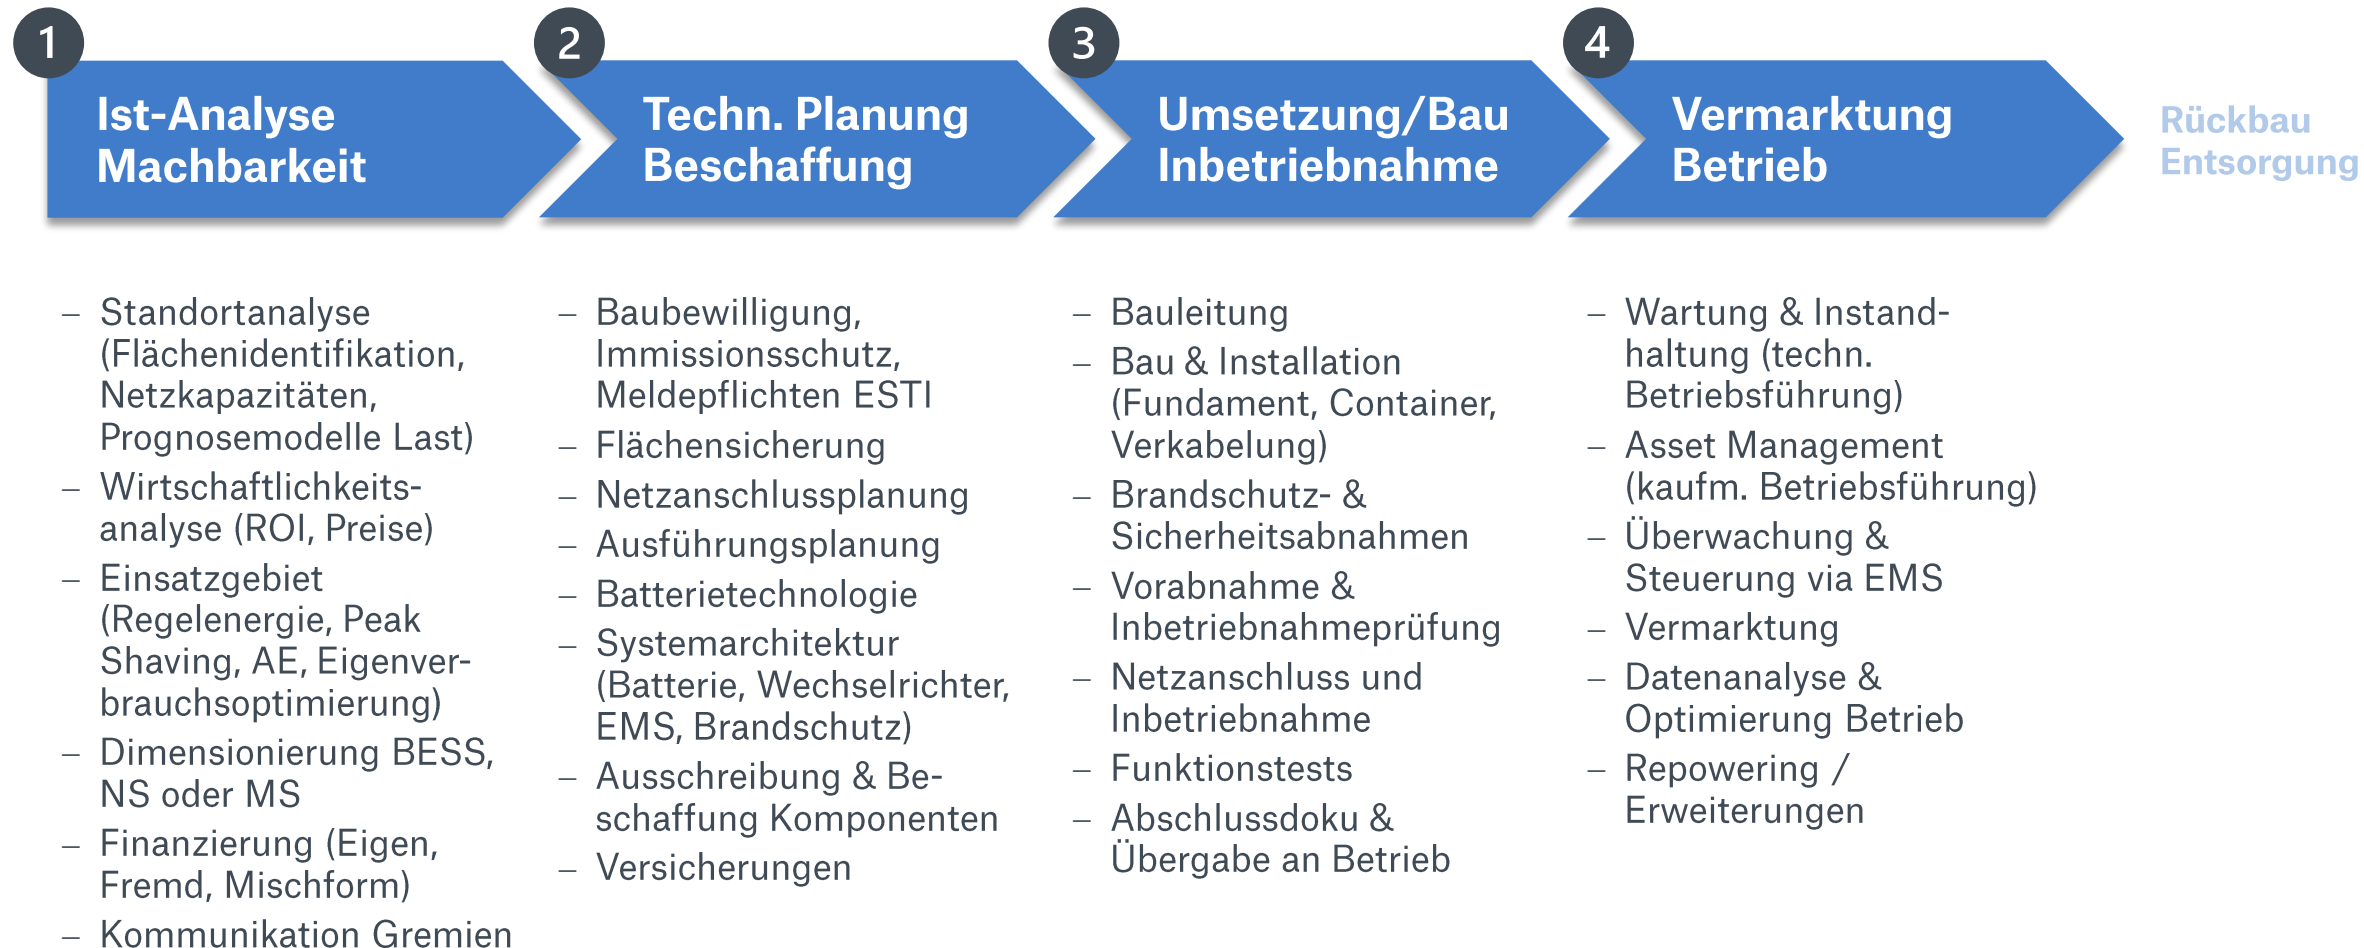 1
Ist-Analyse
Machbarkeit
2
Techn. Planung
Beschaffung
3
Umsetzung/Bau
Inbetriebnahme
4
Vermarktung
Betrieb
Rückbau
Entsorgung
– Standortanalyse
(Flächenidentifikation,
Netzkapazitäten,
Prognosemodelle Last)
– Wirtschaftlichkeits-
analyse (ROI, Preise)
– Einsatzgebiet
(Regelenergie, Peak
Shaving, AE, Eigenver-
brauchsoptimierung)
– Dimensionierung BESS,
NS oder MS
– Finanzierung (Eigen,
Fremd, Mischform)
– Kommunikation Gremien
– Baubewilligung,
Immissionsschutz,
Meldepflichten ESTI
– Flächensicherung
– Netzanschlussplanung
– Ausführungsplanung
– Batterietechnologie
– Systemarchitektur
(Batterie, Wechselrichter,
EMS, Brandschutz)
– Ausschreibung & Be-
schaffung Komponenten
– Versicherungen
– Bauleitung
– Bau & Installation
(Fundament, Container,
Verkabelung)
– Brandschutz- &
Sicherheitsabnahmen
– Vorabnahme &
Inbetriebnahmeprüfung
– Netzanschluss und
Inbetriebnahme
– Funktionstests
– Abschlussdoku &
Übergabe an Betrieb
– Wartung & Instand-
haltung (techn.
Betriebsführung)
– Asset Management
(kaufm. Betriebsführung)
– Überwachung &
Steuerung via EMS
– Vermarktung
– Datenanalyse &
Optimierung Betrieb
– Repowering /
Erweiterungen